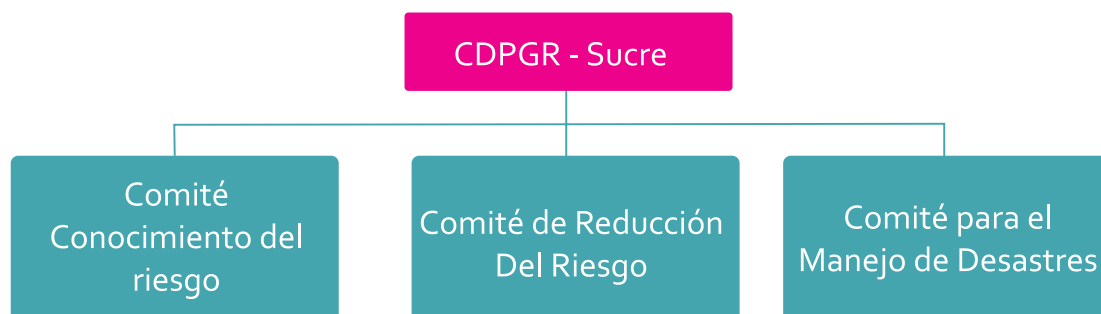 CDPGR - Sucre
Comité
Conocimiento del
riesgo
Comité de Reducción
Del Riesgo
Comité para el
Manejo de Desastres